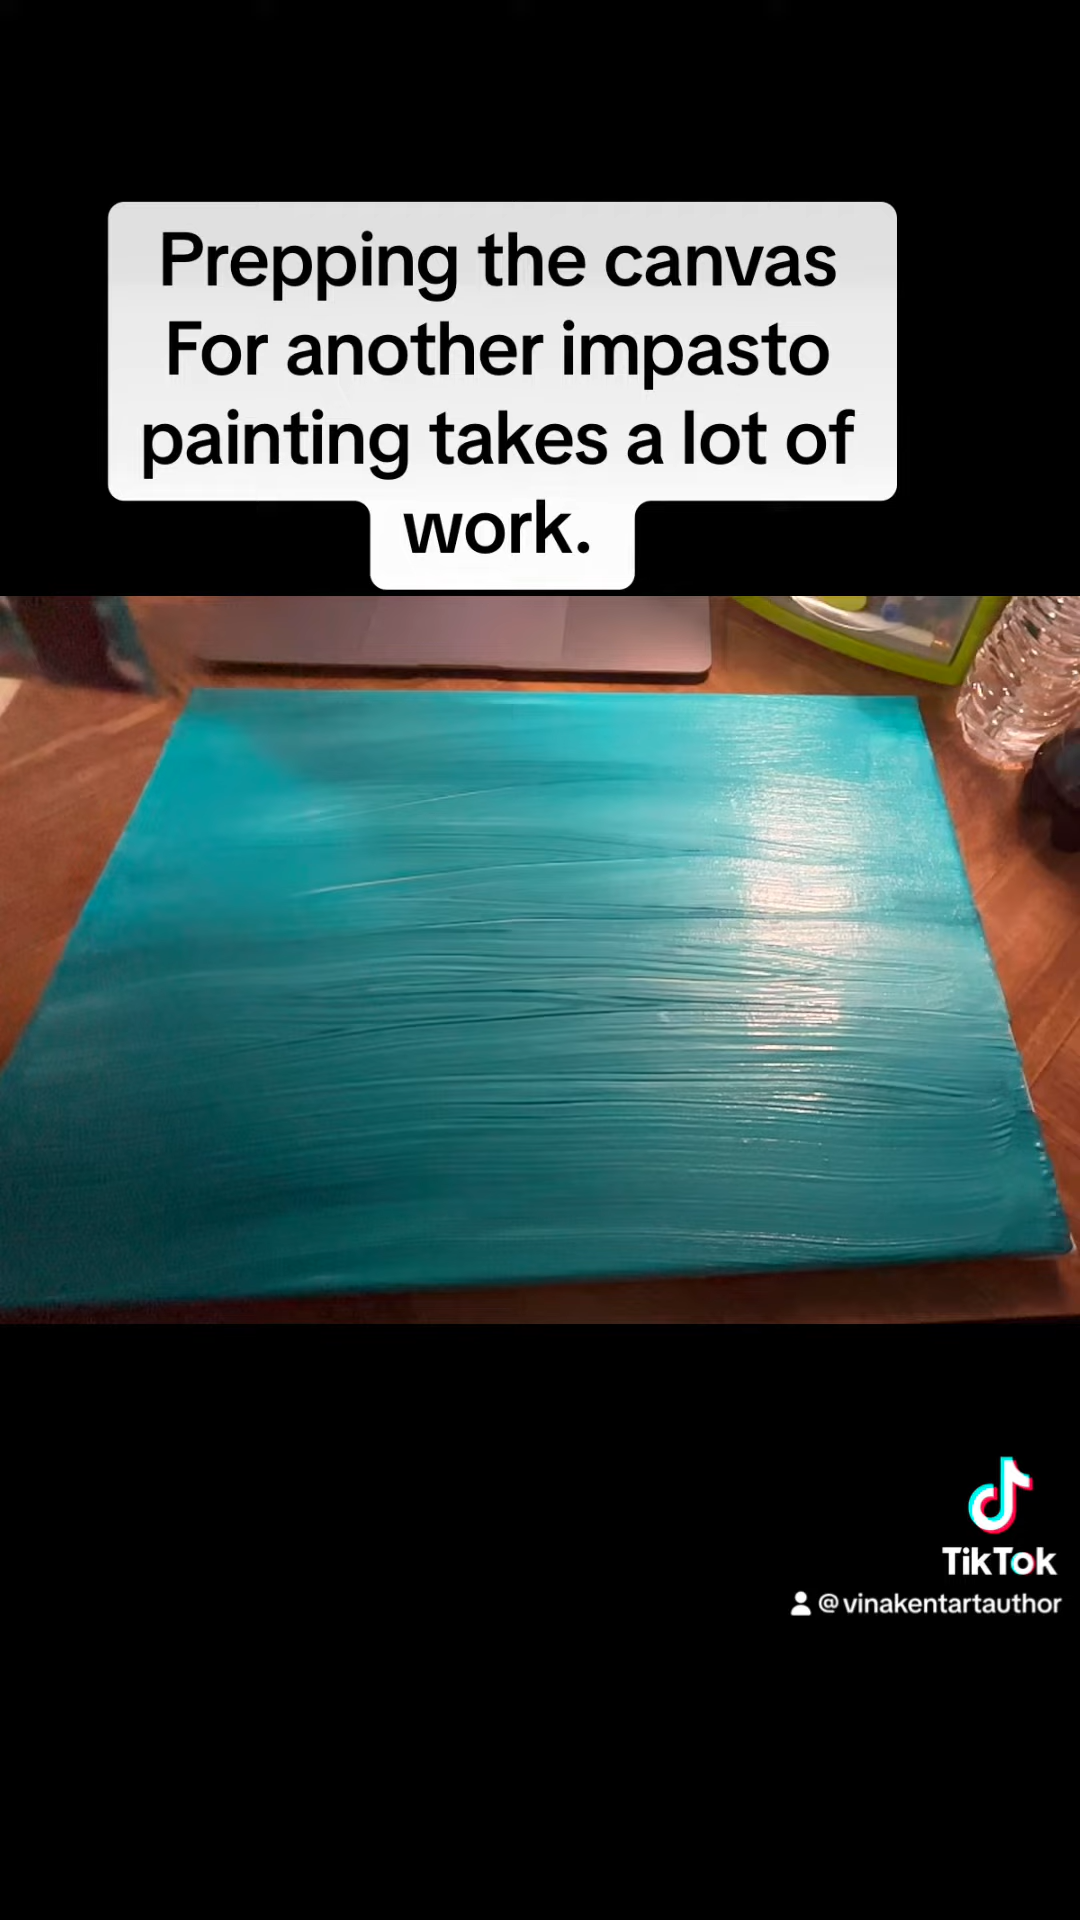 Prepping the canvas
For another impasto
painting takes a lot of
work.
TikTok
@vinakentartauthor